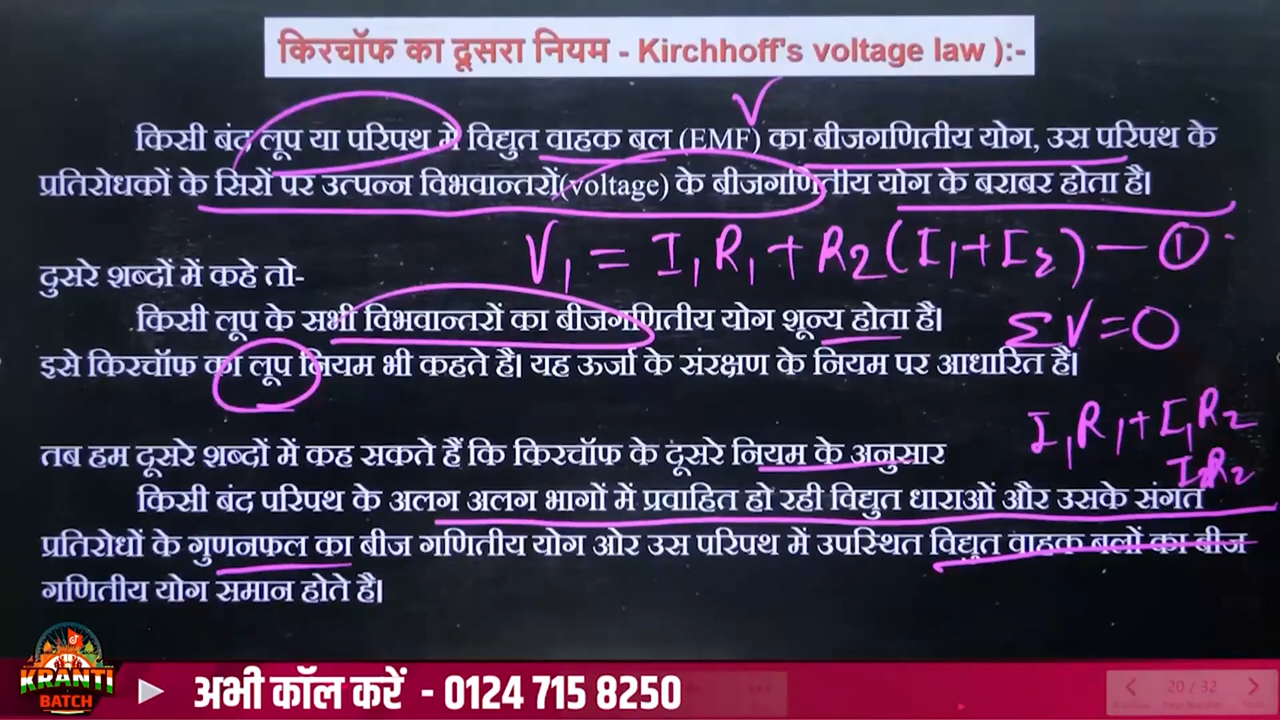 किरचॉफ का दूसरा नियम - Kirchhoff's voltage law ):-
V
किसी बंद लूप या परिपथ मे विद्युत वाहक बल (EMF) का बीजगणितीय योग, उस परिपथ के
प्रतिरोधकों के सिरों पर उत्पन्न विभवान्तरों(voltage) के बीजगणितीय योग के बराबर होता है।
V₁ = I₁R₁ + R₂(I₁+I₂) — ①
दुसरे शब्दों में कहे तो-
किसी लूप के सभी विभवान्तरों का बीजगणितीय योग शून्य होता है।
ΣV=0
इसे किरचॉफ का लूप नियम भी कहते है। यह ऊर्जा के संरक्षण के नियम पर आधारित है।
I₁R₁+I₁R₂
I₂R₂
तब हम दूसरे शब्दों में कह सकते हैं कि किरचॉफ के दूसरे नियम के अनुसार
किसी बंद परिपथ के अलग अलग भागों में प्रवाहित हो रही विद्युत धाराओं और उसके संगत
प्रतिरोधों के गुणनफल का बीज गणितीय योग ओर उस परिपथ में उपस्थित विद्युत वाहक बलों का बीज
गणितीय योग समान होते है।
KRANTI
BATCH
अभी कॉल करें - 0124 715 8250
20 / 32